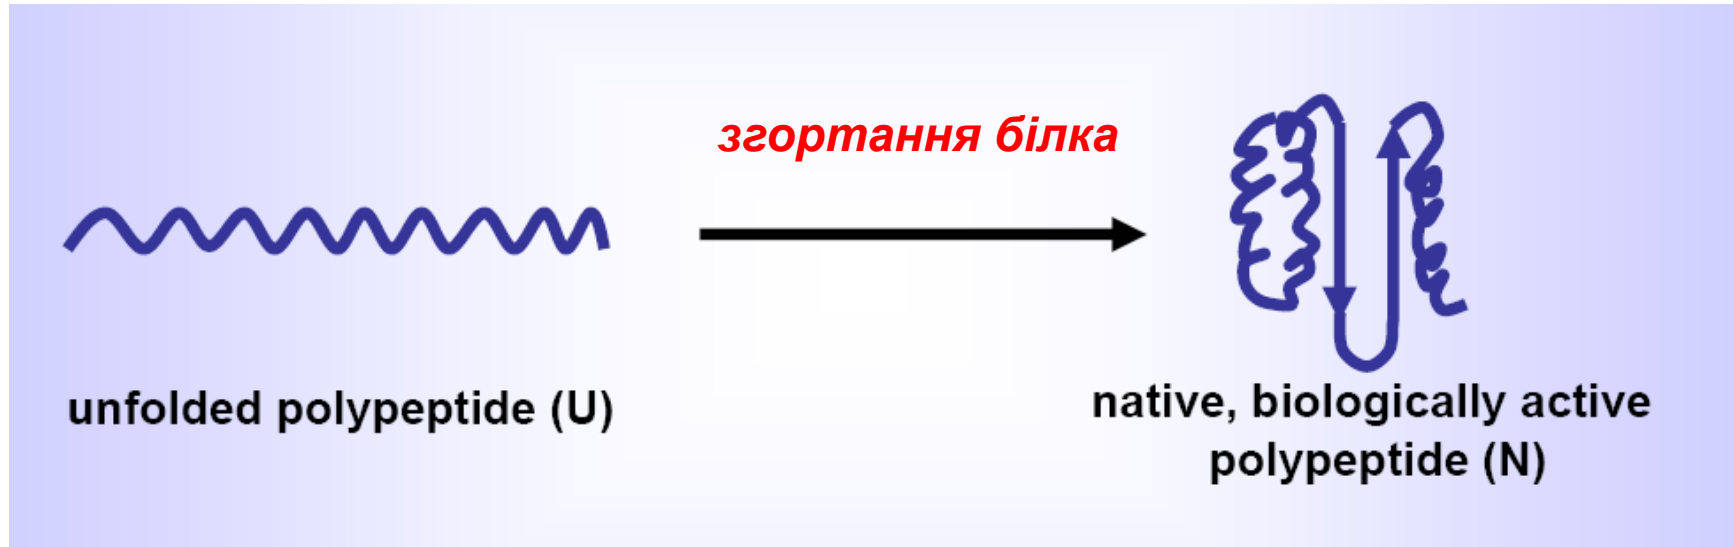 згортання білка
unfolded polypeptide (U)
native, biologically active
polypeptide (N)